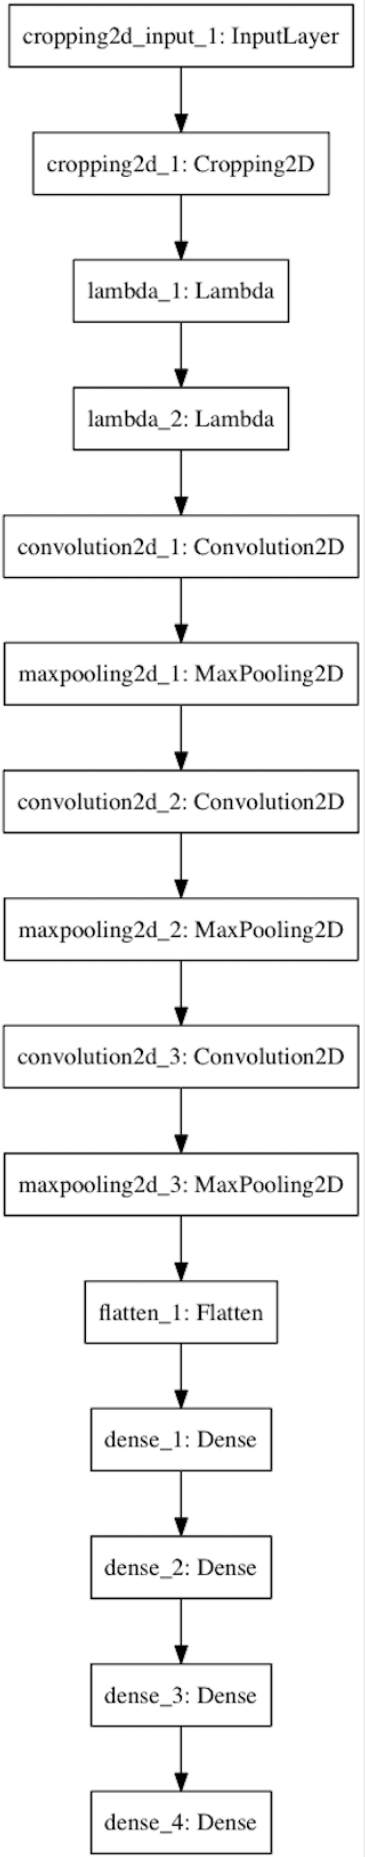 cropping2d_input_1: InputLayer
cropping2d_1: Cropping2D
lambda_1: Lambda
lambda_2: Lambda
convolution2d_1: Convolution2D
maxpooling2d_1: MaxPooling2D
convolution2d_2: Convolution2D
maxpooling2d_2: MaxPooling2D
convolution2d_3: Convolution2D
maxpooling2d_3: MaxPooling2D
flatten_1: Flatten
dense_1: Dense
dense_2: Dense
dense_3: Dense
dense_4: Dense